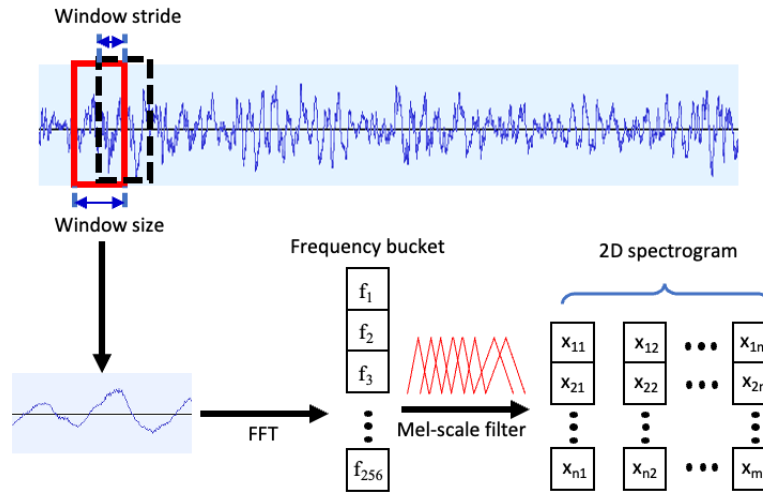 Window stride
Window size
Frequency bucket
2D spectrogram
f1
f2
f3
f256
FFT
Mel-scale filter
x11 x12 x1n
x21 x22
xn1 xn2